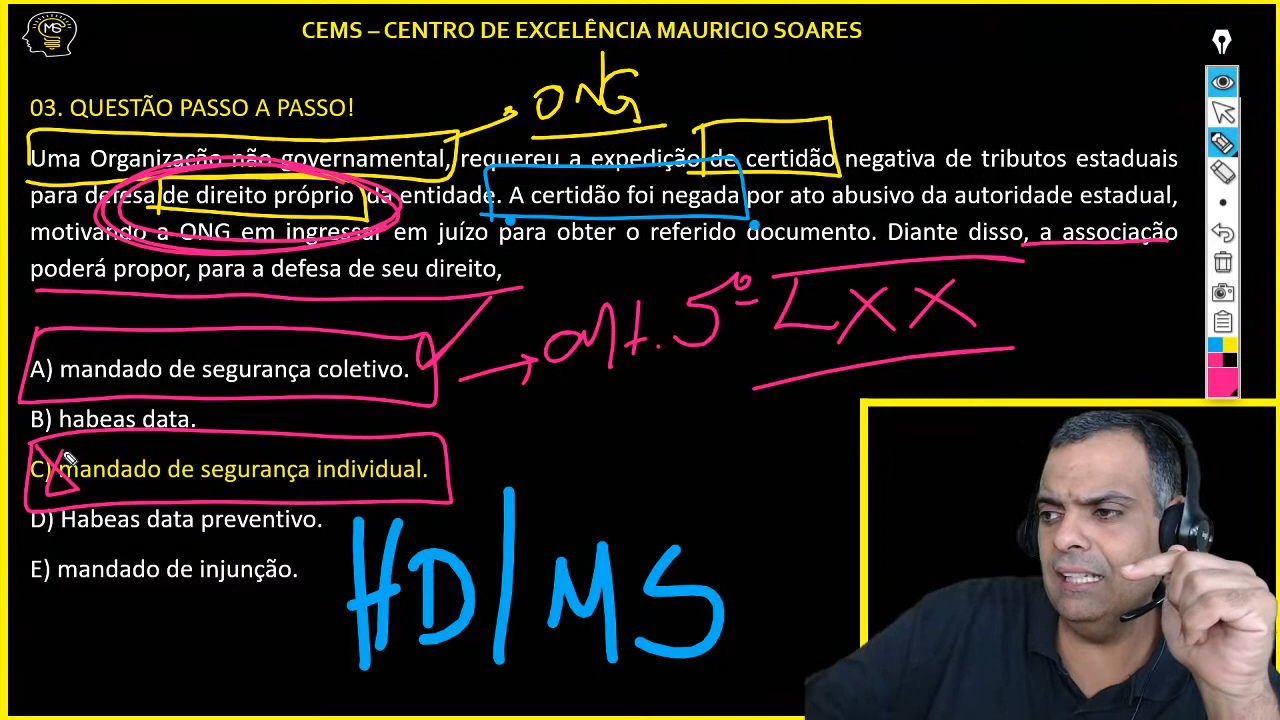 CEMS – CENTRO DE EXCELÊNCIA MAURICIO SOARES
MS
ONG
03. QUESTÃO PASSO A PASSO!
Uma Organização não governamental, requereu a expedição de certidão negativa de tributos estaduais
para defesa de direito próprio da entidade. A certidão foi negada por ato abusivo da autoridade estadual,
motivando a ONG em ingressar em juízo para obter o referido documento. Diante disso, a associação
poderá propor, para a defesa de seu direito,
art. 5º LXX
A) mandado de segurança coletivo.
B) habeas data.
C) mandado de segurança individual.
D) Habeas data preventivo.
E) mandado de injunção.
HD/MS